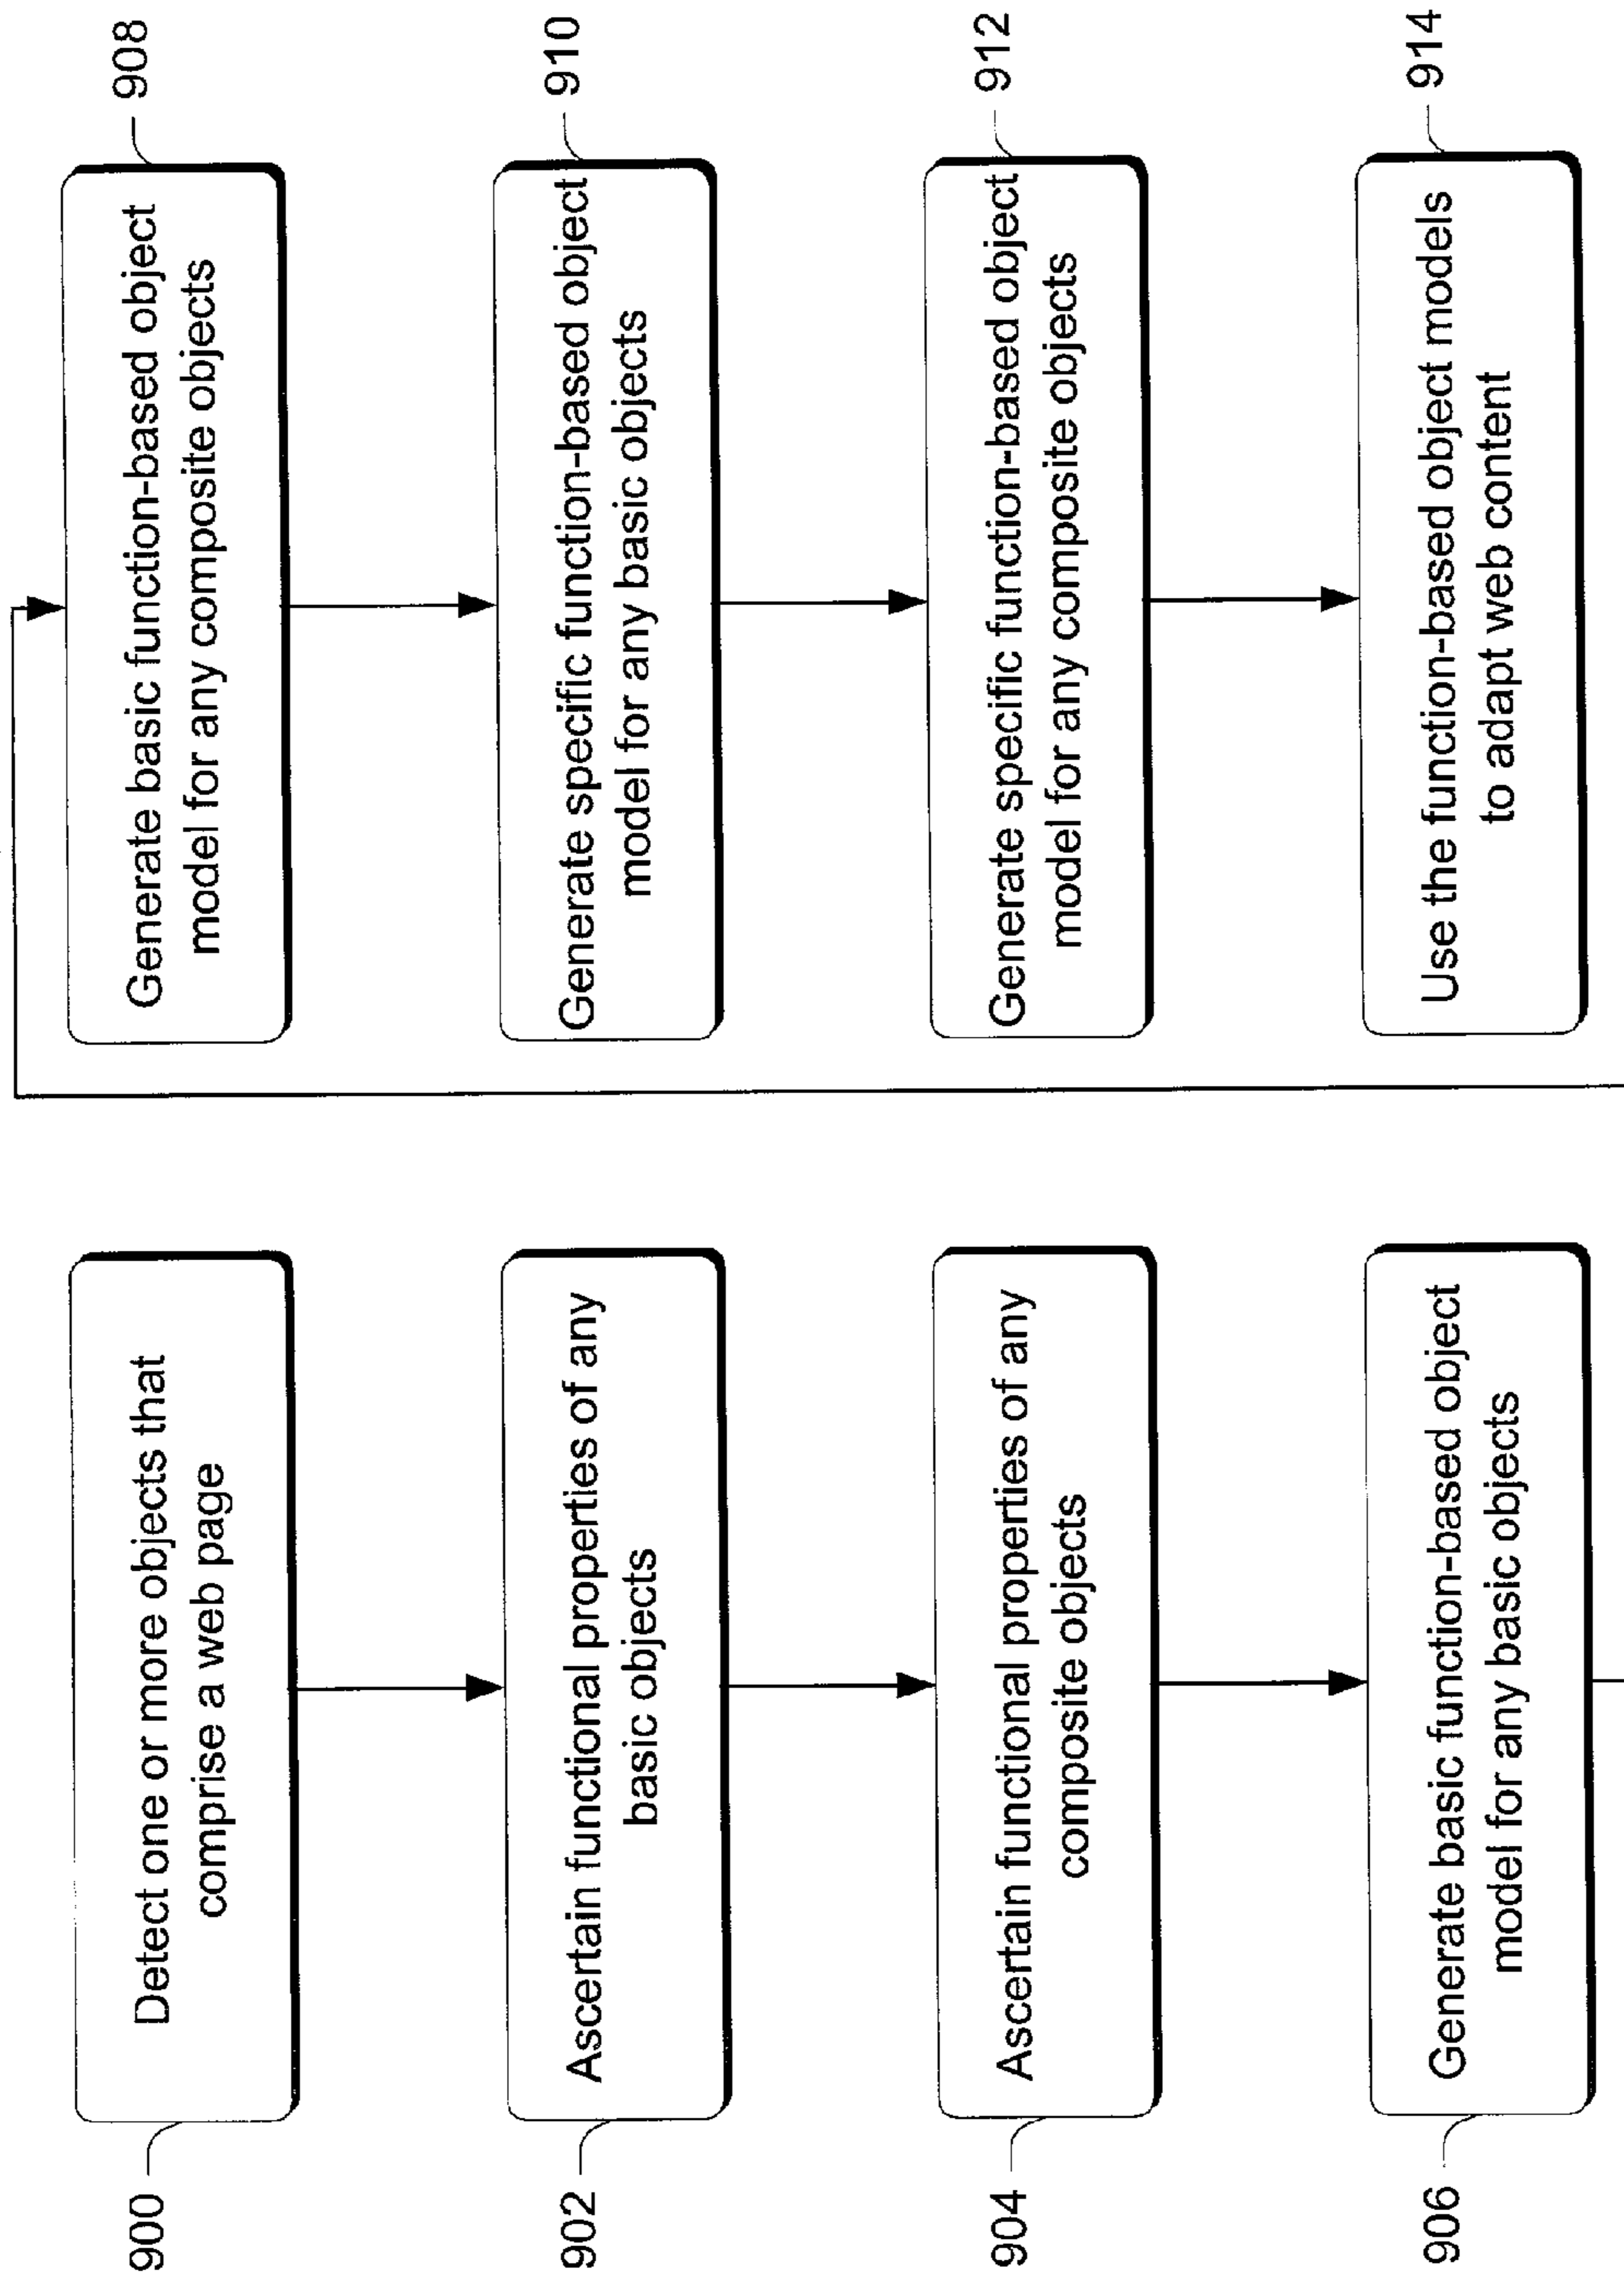 900
Detect one or more objects that
comprise a web page
902
Ascertain functional properties of any
basic objects
904
Ascertain functional properties of any
composite objects
906
Generate basic function-based object
model for any basic objects
908
Generate basic function-based object
model for any composite objects
910
Generate specific function-based object
model for any basic objects
912
Generate specific function-based object
model for any composite objects
914
Use the function-based object models
to adapt web content